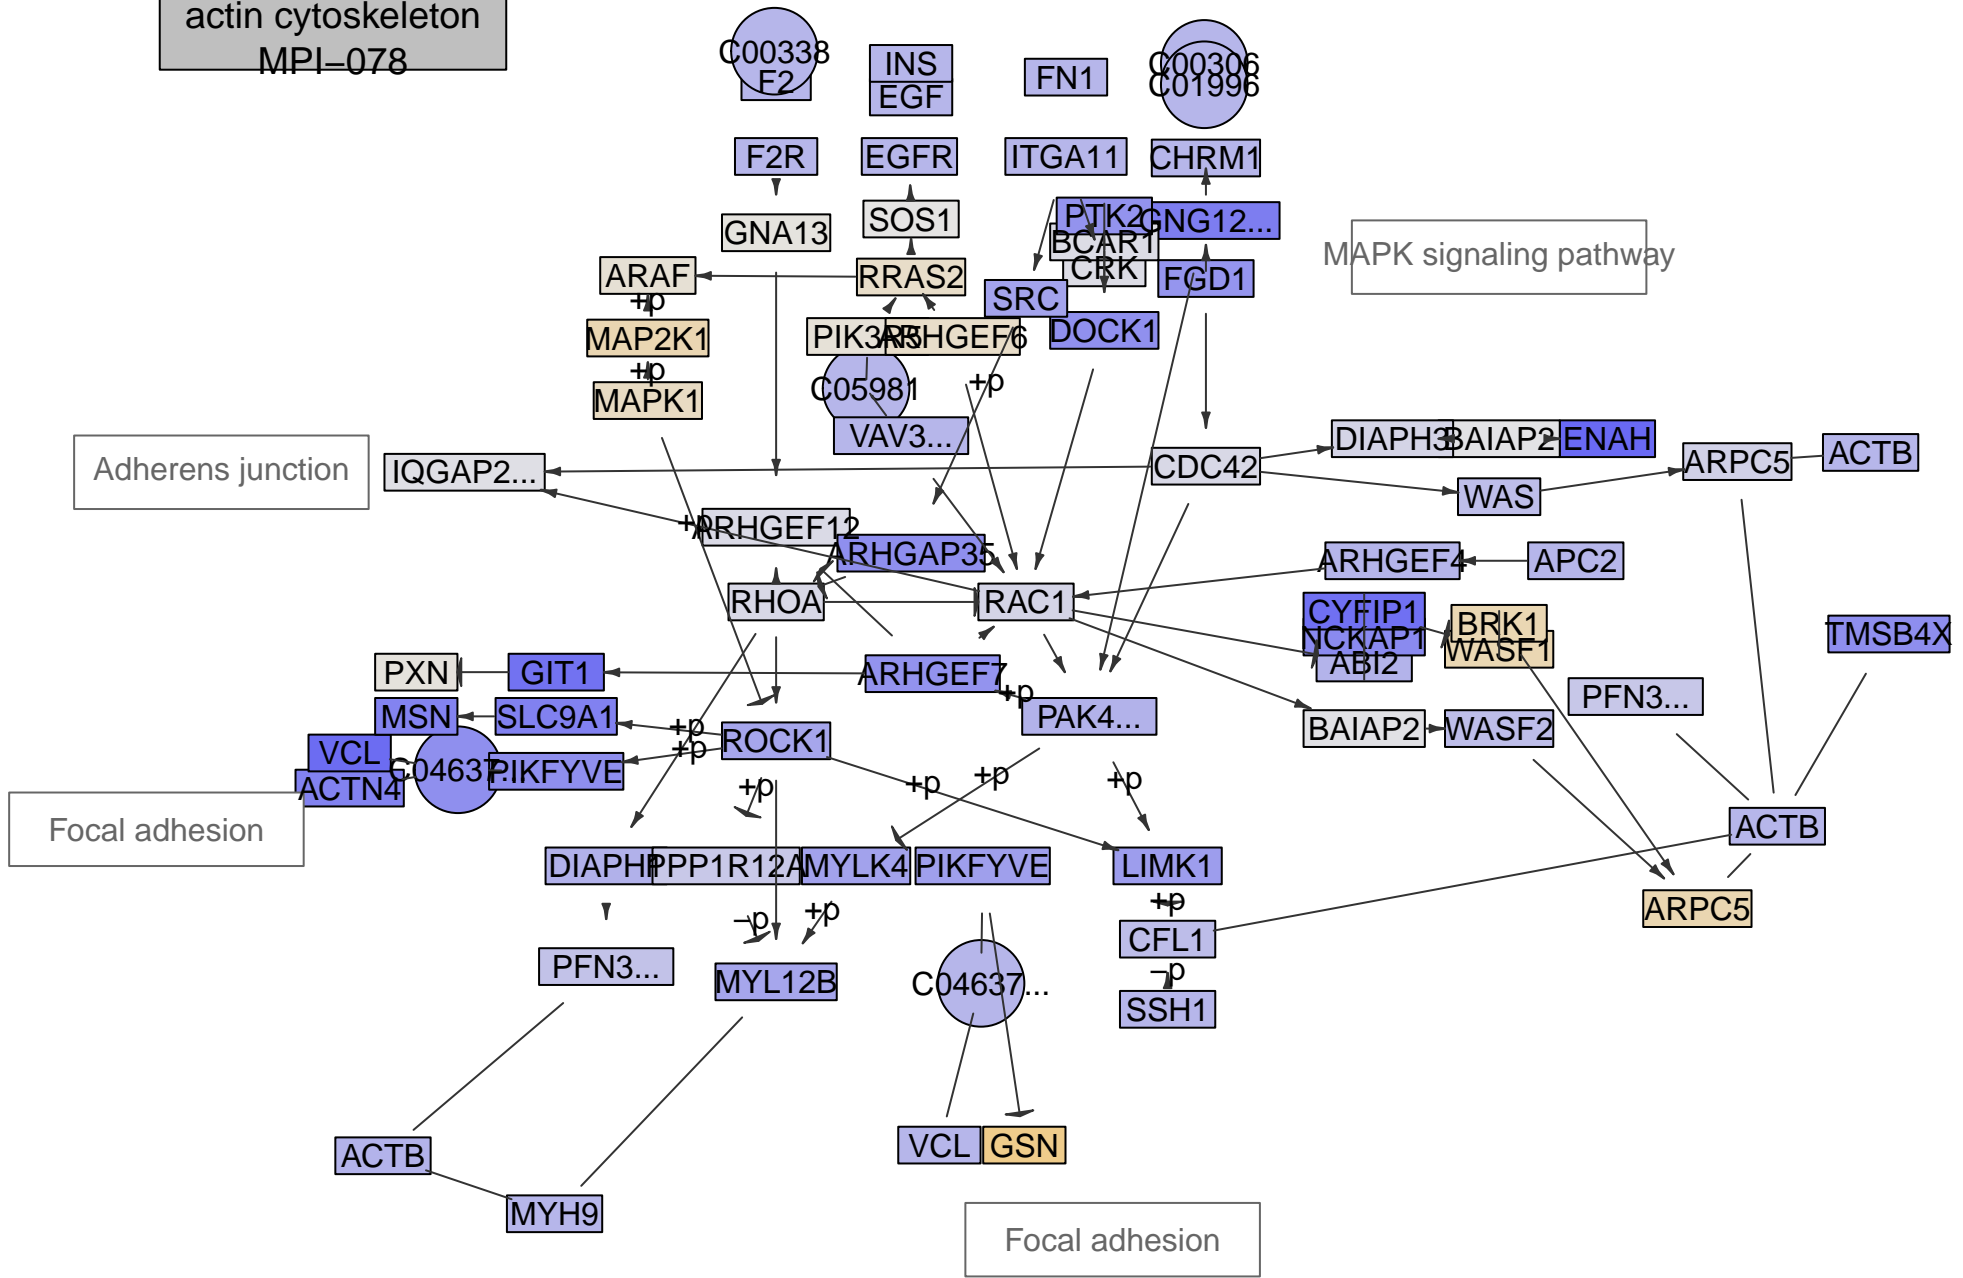 actin cytoskeleton
MPI–078
C00338
F2
INS
EGF
FN1
C00306
C01996
F2R
EGFR
ITGA11
CHRM1
GNA13
SOS1
PTK2
GNG12...
BCAR1
CRK
MAPK signaling pathway
ARAF
RRAS2
SRC
FGD1
+p
MAP2K1
PIK3R5
ARHGEF6
DOCK1
+p
MAPK1
C05981
+p
VAV3...
Adherens junction
IQGAP2...
CDC42
DIAPH3
BAIAP2
ENAH
ARPC5
ACTB
WAS
+p
ARHGEF12
ARHGAP35
ARHGEF4
APC2
RHOA
RAC1
CYFIP1
NCKAP1
ABI2
BRK1
WASF1
TMSB4X
PXN
GIT1
ARHGEF7
+p
PAK4...
PFN3...
MSN
SLC9A1
+p
ROCK1
BAIAP2
WASF2
VCL
ACTN4
C04637...
PIKFYVE
+p
+p
+p
+p
+p
Focal adhesion
ACTB
PPP1R12A
MYLK4
PIKFYVE
LIMK1
+p
–p
+p
ARPC5
CFL1
–p
PFN3...
MYL12B
C04637...
SSH1
ACTB
VCL
GSN
MYH9
Focal adhesion